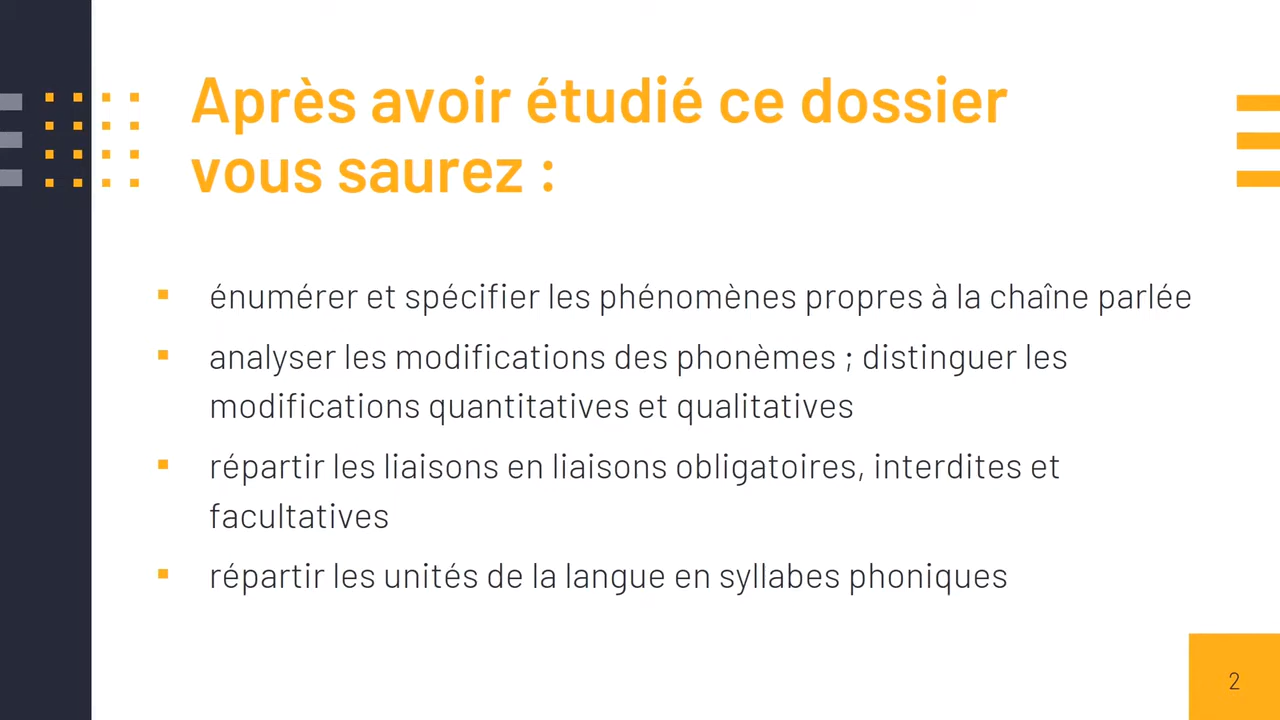 Après avoir étudié ce dossier
vous saurez :
▪ énumérer et spécifier les phénomènes propres à la chaîne parlée
▪ analyser les modifications des phonèmes ; distinguer les
modifications quantitatives et qualitatives
▪ répartir les liaisons en liaisons obligatoires, interdites et
facultatives
▪ répartir les unités de la langue en syllabes phoniques
2